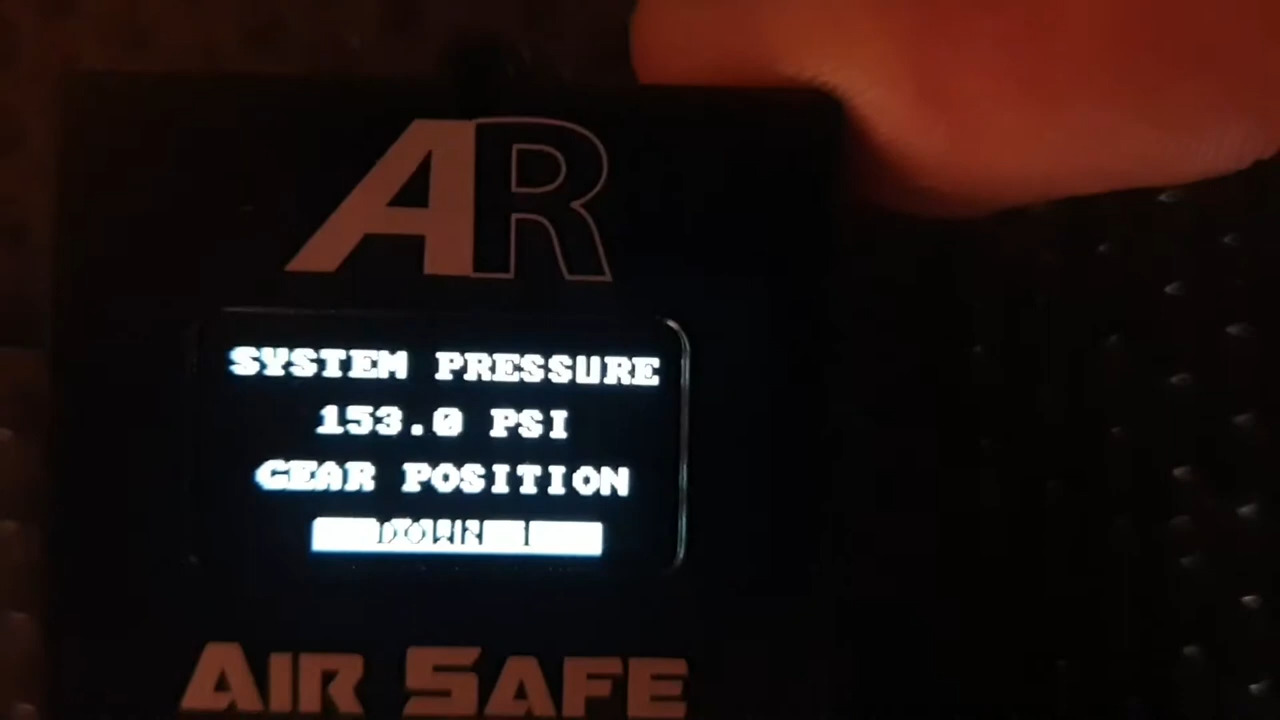 AR
SYSTEM PRESSURE
153.0 PSI
GEAR POSITION
DOWN
AIR SAFE